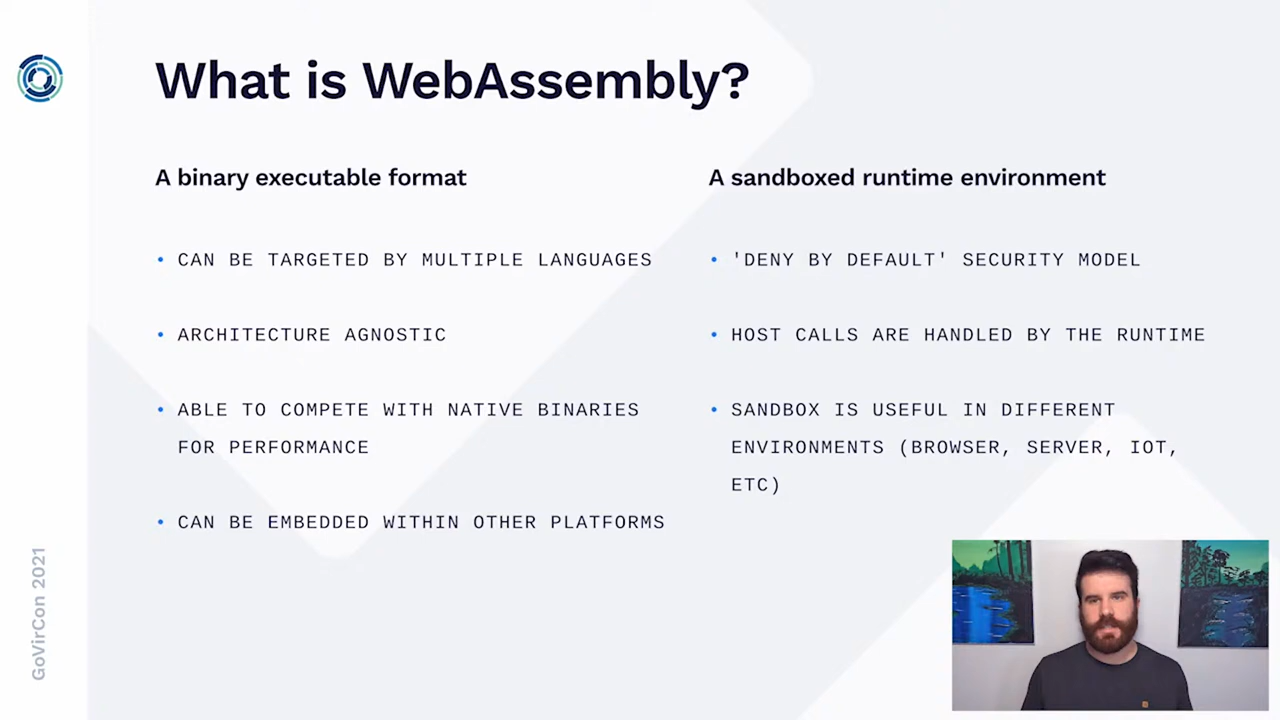 What is WebAssembly?
A binary executable format
• CAN BE TARGETED BY MULTIPLE LANGUAGES
• ARCHITECTURE AGNOSTIC
• ABLE TO COMPETE WITH NATIVE BINARIES
FOR PERFORMANCE
• CAN BE EMBEDDED WITHIN OTHER PLATFORMS
A sandboxed runtime environment
• 'DENY BY DEFAULT' SECURITY MODEL
• HOST CALLS ARE HANDLED BY THE RUNTIME
• SANDBOX IS USEFUL IN DIFFERENT
ENVIRONMENTS (BROWSER, SERVER, IOT,
ETC)
GoVirCon 2021